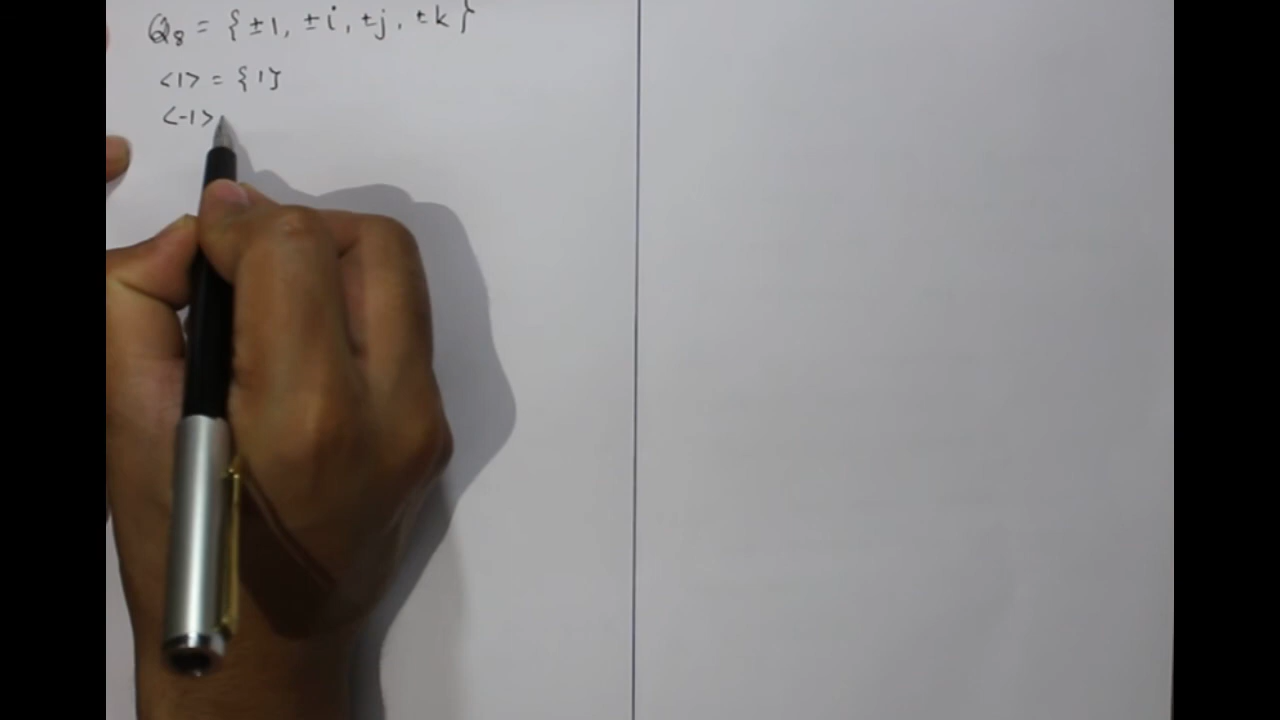 Q₈ = { ±1, ±i, ±j, ±k }
<1> = { 1 }
<-1>